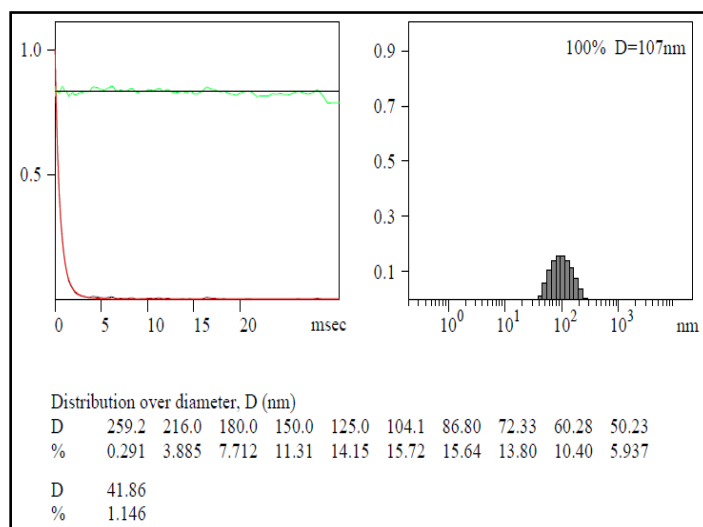 1.0
0.5
0 5 10 15 20 msec
100% D=107nm
0.9
0.7
0.5
0.3
0.1
10⁰ 10¹ 10² 10³ nm
Distribution over diameter, D (nm)
D 259.2 216.0 180.0 150.0 125.0 104.1 86.80 72.33 60.28 50.23
% 0.291 3.885 7.712 11.31 14.15 15.72 15.64 13.80 10.40 5.937
D 41.86
% 1.146